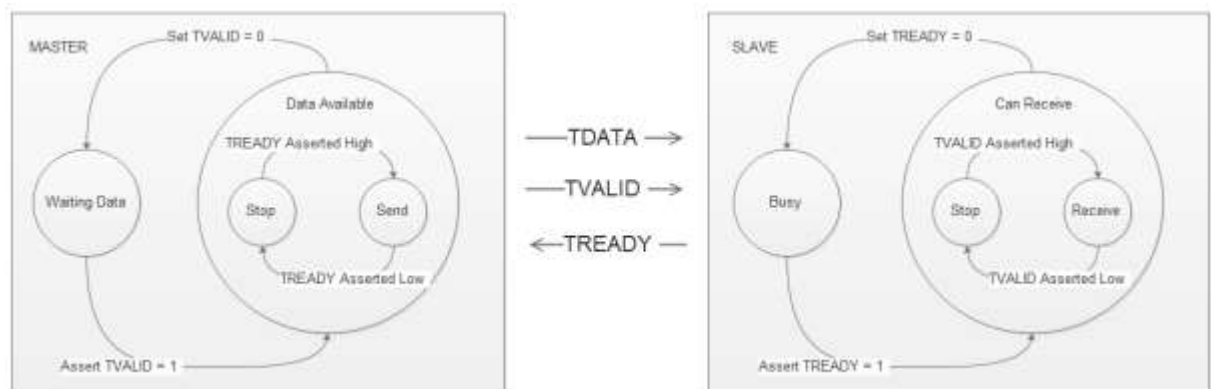 MASTER
Set TVALID = 0
Data Available
TREADY Asserted High
Waiting Data
Stop
Send
TREADY Asserted Low
Assert TVALID = 1
TDATA
TVALID
TREADY
SLAVE
Set TREADY = 0
Can Receive
TVALID Asserted High
Busy
Stop
Receive
TVALID Asserted Low
Assert TREADY = 1